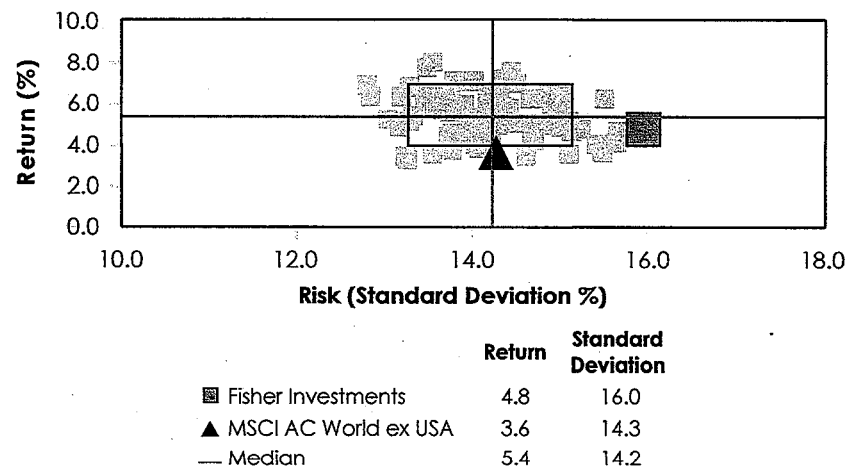 10.0
8.0
6.0
4.0
2.0
0.0
Return (%)
10.0 12.0 14.0 16.0 18.0
Risk (Standard Deviation %)
Return Standard Deviation
Fisher Investments 4.8 16.0
MSCI AC World ex USA 3.6 14.3
Median 5.4 14.2